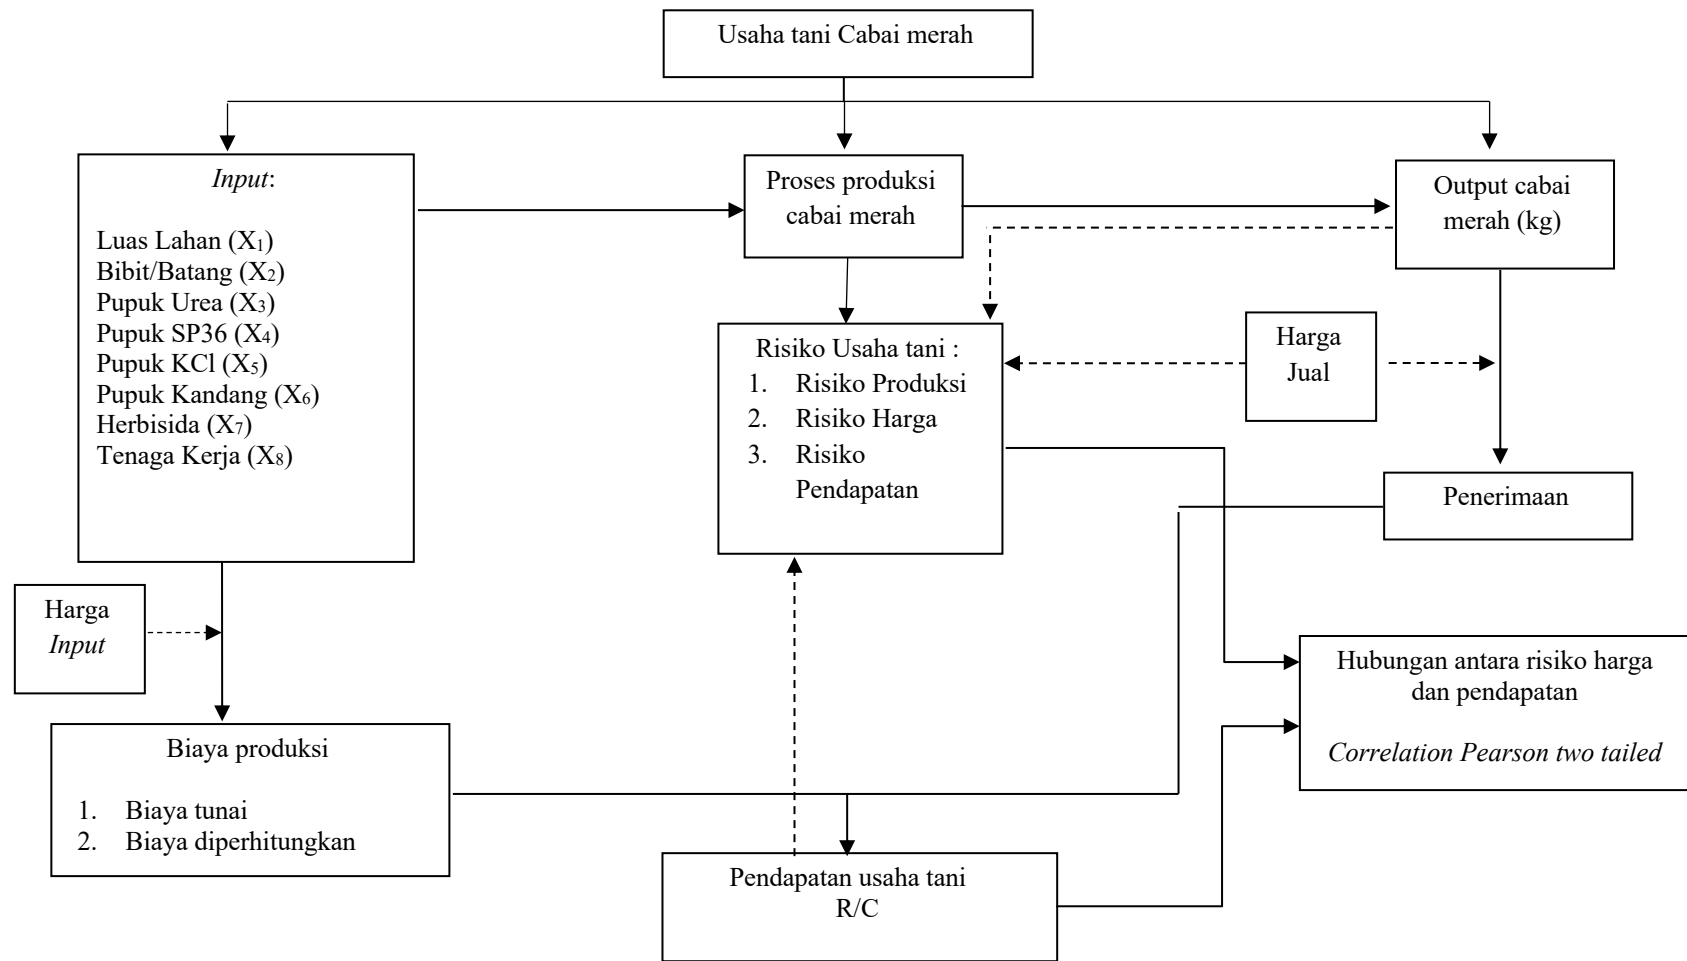 Usaha tani Cabai merah
Input:
Luas Lahan (X₁)
Bibit/Batang (X₂)
Pupuk Urea (X₃)
Pupuk SP36 (X₄)
Pupuk KCl (X₅)
Pupuk Kandang (X₆)
Herbisida (X₇)
Tenaga Kerja (X₈)
Proses produksi
cabai merah
Output cabai
merah (kg)
Risiko Usaha tani :
1. Risiko Produksi
2. Risiko Harga
3. Risiko
Pendapatan
Harga
Jual
Penerimaan
Harga
Input
Biaya produksi
1. Biaya tunai
2. Biaya diperhitungkan
Hubungan antara risiko harga
dan pendapatan
Correlation Pearson two tailed
Pendapatan usaha tani
R/C